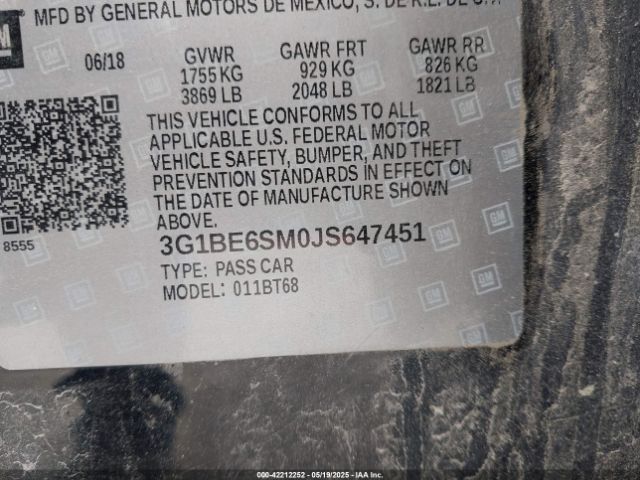 GM
MFD BY GENERAL MOTORS DE MEXICO, S. DE R.L. DE C.V.
06/18 GVWR GAWR FRT GAWR RR
1755 KG 929 KG 826 KG
3869 LB 2048 LB 1821 LB
THIS VEHICLE CONFORMS TO ALL
APPLICABLE U.S. FEDERAL MOTOR
VEHICLE SAFETY, BUMPER, AND THEFT
PREVENTION STANDARDS IN EFFECT ON
THE DATE OF MANUFACTURE SHOWN
ABOVE.
8555
3G1BE6SM0JS647451
TYPE: PASS CAR
MODEL: 011BT68
000-42212252 - 05/19/2025 - IAA Inc.